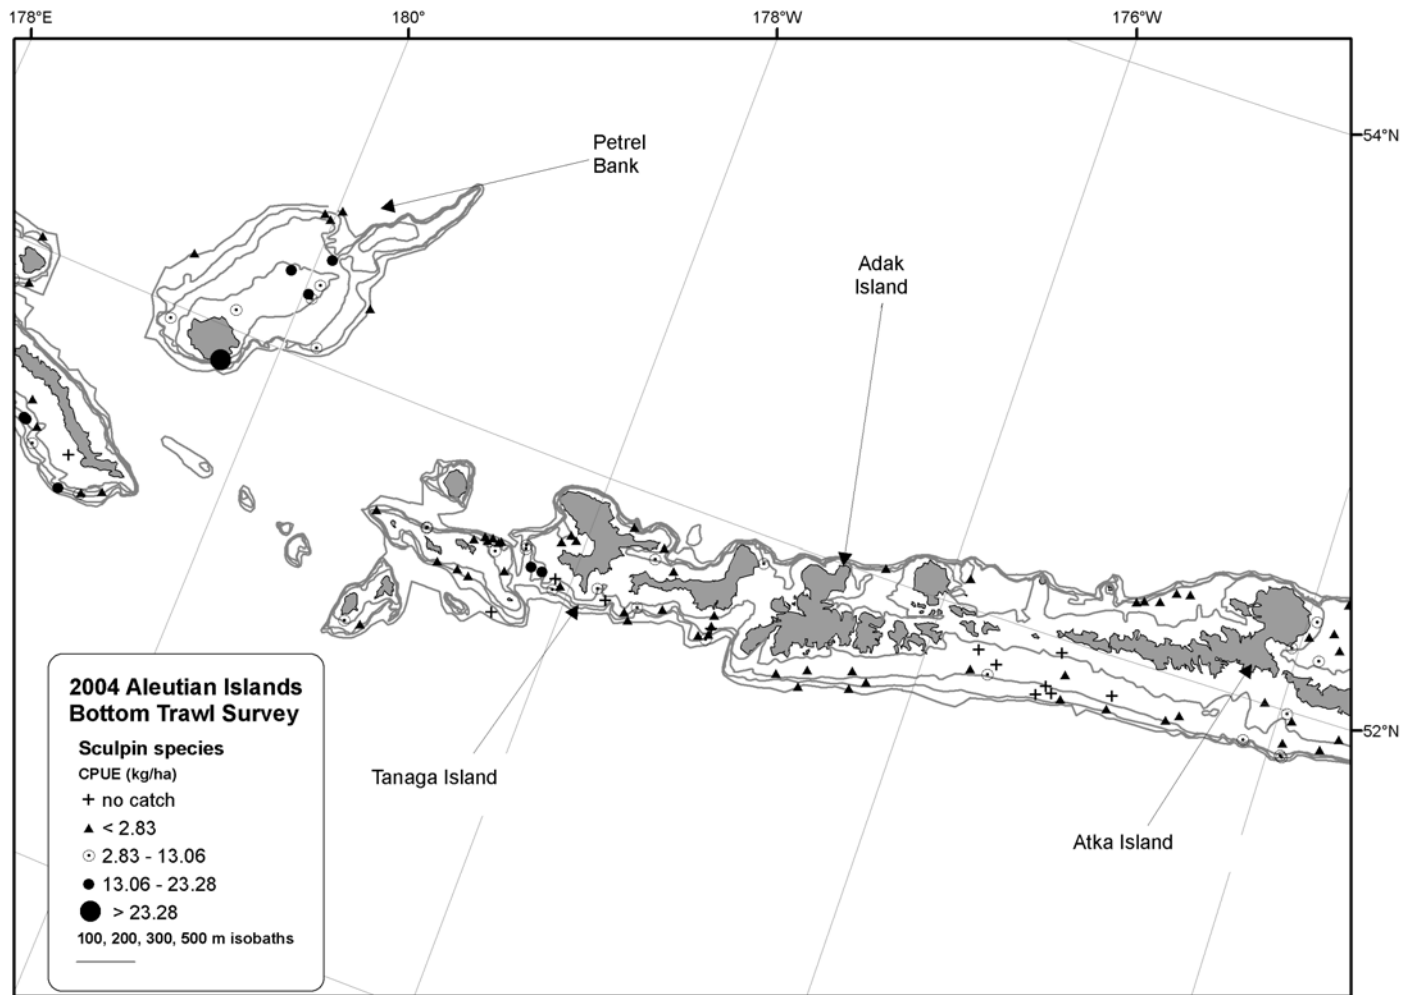 178°E
180°
178°W
176°W
54°N
Petrel
Bank
Adak
Island
52°N
Tanaga Island
Atka Island
2004 Aleutian Islands
Bottom Trawl Survey
Sculpin species
CPUE (kg/ha)
no catch
< 2.83
2.83 - 13.06
13.06 - 23.28
> 23.28
100, 200, 300, 500 m isobaths